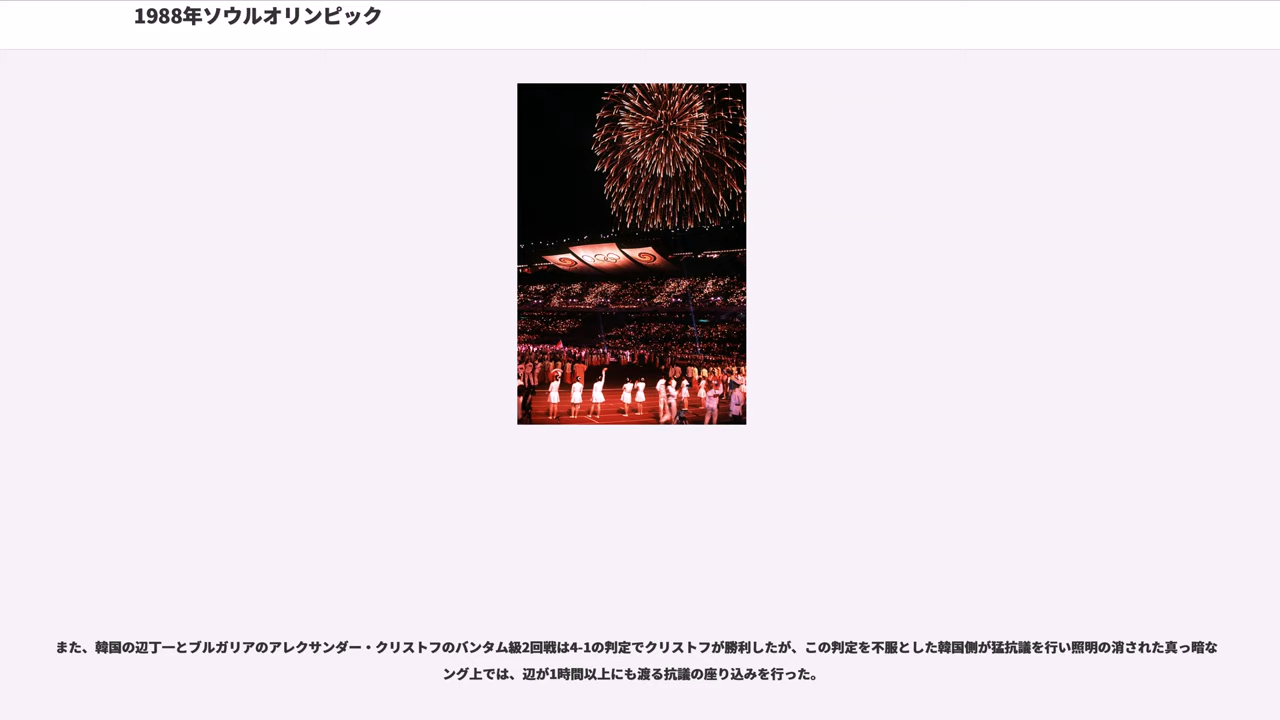 1988年ソウルオリンピック
また、韓国の辺丁一とブルガリアのアレクサンダー・クリストフのバンタム級2回戦は4-1の判定でクリストフが勝利したが、この判定を不服とした韓国側が猛抗議を行い照明の消された真っ暗な
ング上では、辺が1時間以上にも渡る抗議の座り込みを行った。